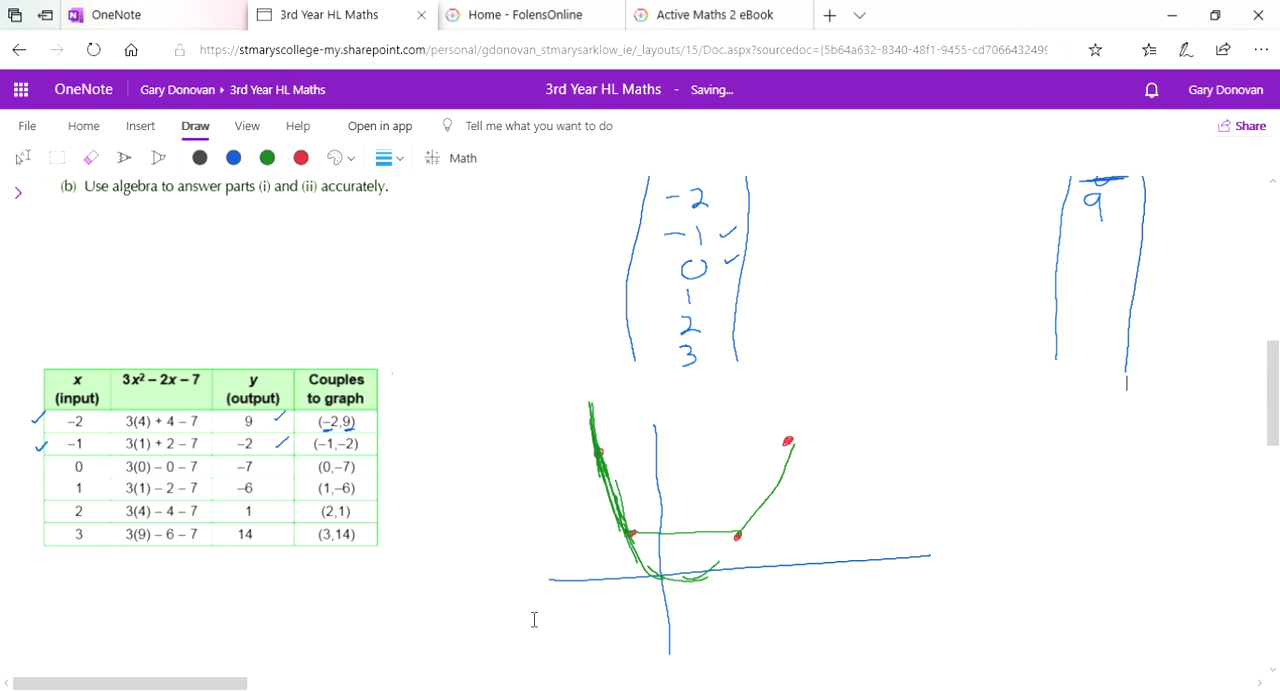 OneNote
3rd Year HL Maths
Home - FolensOnline
Active Maths 2 eBook
https://stmaryscollege-my.sharepoint.com/personal/gdonovan_stmarysarklow_ie/_layouts/15/Doc.aspx?sourcedoc={5b64a632-8340-48f1-9455-cd7066432499
OneNote
Gary Donovan ▸ 3rd Year HL Maths
3rd Year HL Maths - Saving...
Gary Donovan
File Home Insert Draw View Help Open in app Tell me what you want to do
Share
Math
(b) Use algebra to answer parts (i) and (ii) accurately.
-2
-1 ✓
0 ✓
1
2
3
9
x (input) 3x² – 2x – 7 y (output) Couples to graph
–2 3(4) + 4 – 7 9 (–2,9)
–1 3(1) + 2 – 7 –2 (–1,–2)
0 3(0) – 0 – 7 –7 (0,–7)
1 3(1) – 2 – 7 –6 (1,–6)
2 3(4) – 4 – 7 1 (2,1)
3 3(9) – 6 – 7 14 (3,14)